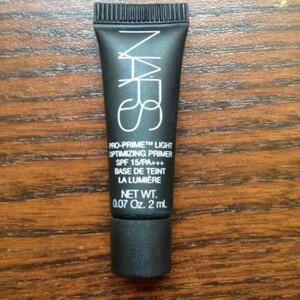 NARS
PRO-PRIME™ LIGHT
OPTIMIZING PRIMER
SPF 15/PA+++
BASE DE TEINT
LA LUMIÈRE
NET WT.
0.07 Oz. 2 mL